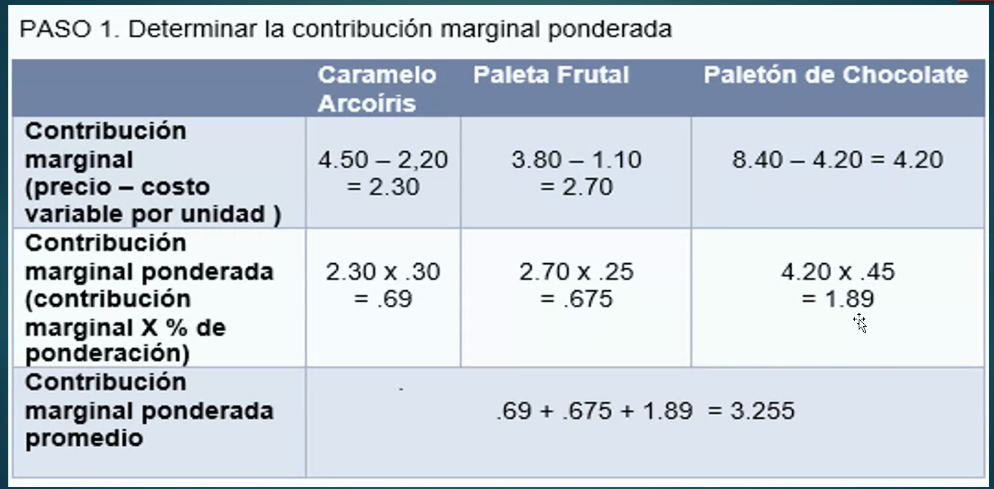 PASO 1. Determinar la contribución marginal ponderada
Caramelo
Arcoíris
Paleta Frutal
Paletón de Chocolate
Contribución
marginal
(precio – costo
variable por unidad )
4.50 – 2,20
= 2.30
3.80 – 1.10
= 2.70
8.40 – 4.20 = 4.20
Contribución
marginal ponderada
(contribución
marginal X % de
ponderación)
2.30 x .30
= .69
2.70 x .25
= .675
4.20 x .45
= 1.89
Contribución
marginal ponderada
promedio
.69 + .675 + 1.89 = 3.255